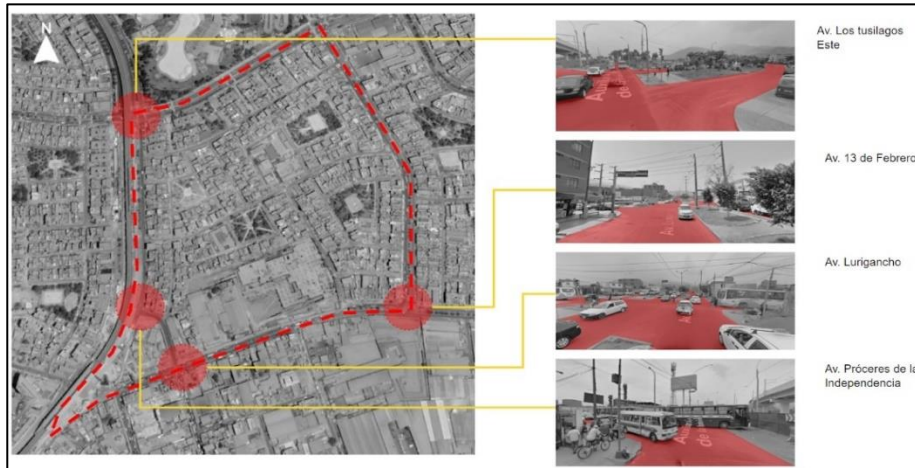 N
Av. Los tusilagos
Este
Av. 13 de Febrero
Av. Lurigancho
Av. Próceres de la
Independencia